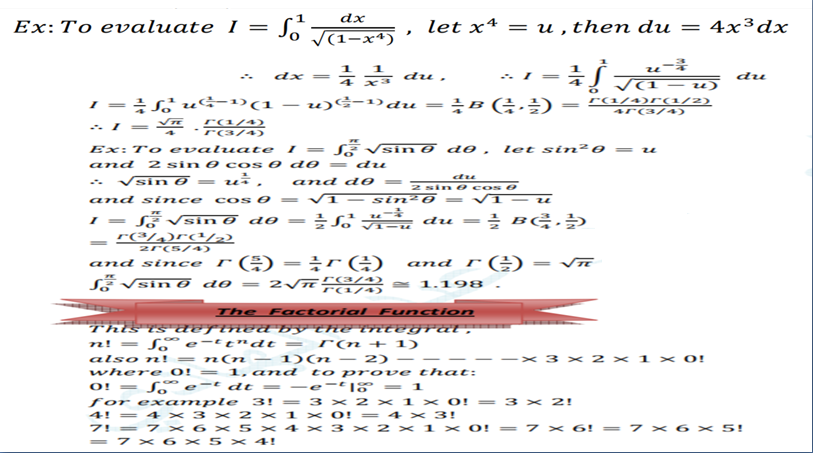 Ex: To evaluate I = ∫₀¹ dx/√(1−x⁴) , let x⁴ = u , then du = 4x³dx
∴ dx = 1/4 1/x³ du , ∴ I = 1/4 ∫₀¹ u^(−3/4)/√(1 − u) du
I = 1/4 ∫₀¹ u^(1/4−1)(1 − u)^(1/2−1) du = 1/4 B (1/4, 1/2) = Γ(1/4)Γ(1/2)/4Γ(3/4)
∴ I = √π/4 . Γ(1/4)/Γ(3/4)
Ex: To evaluate I = ∫₀^(π/2) √sin θ dθ , let sin²θ = u
and 2 sin θ cos θ dθ = du
∴ √sin θ = u^(1/4) , and dθ = du/(2 sin θ cos θ)
and since cos θ = √(1 − sin²θ) = √(1 − u)
I = ∫₀^(π/2) √sin θ dθ = 1/2 ∫₀¹ u^(−1/4)/√(1−u) du = 1/2 B(3/4, 1/2)
= Γ(3/4)Γ(1/2)/2Γ(5/4)
and since Γ (5/4) = 1/4 Γ (1/4) and Γ (1/2) = √π
∫₀^(π/2) √sin θ dθ = 2√π Γ(3/4)/Γ(1/4) ≅ 1.198 .
The Factorial Function
This is defined by the integral ,
n! = ∫₀^∞ e^(−t) tⁿ dt = Γ(n + 1)
also n! = n(n − 1)(n − 2) − − − − − −× 3 × 2 × 1 × 0!
where 0! = 1, and to prove that:
0! = ∫₀^∞ e^(−t) dt = −e^(−t)|₀^∞ = 1
for example 3! = 3 × 2 × 1 × 0! = 3 × 2!
4! = 4 × 3 × 2 × 1 × 0! = 4 × 3!
7! = 7 × 6 × 5 × 4 × 3 × 2 × 1 × 0! = 7 × 6! = 7 × 6 × 5!
= 7 × 6 × 5 × 4!